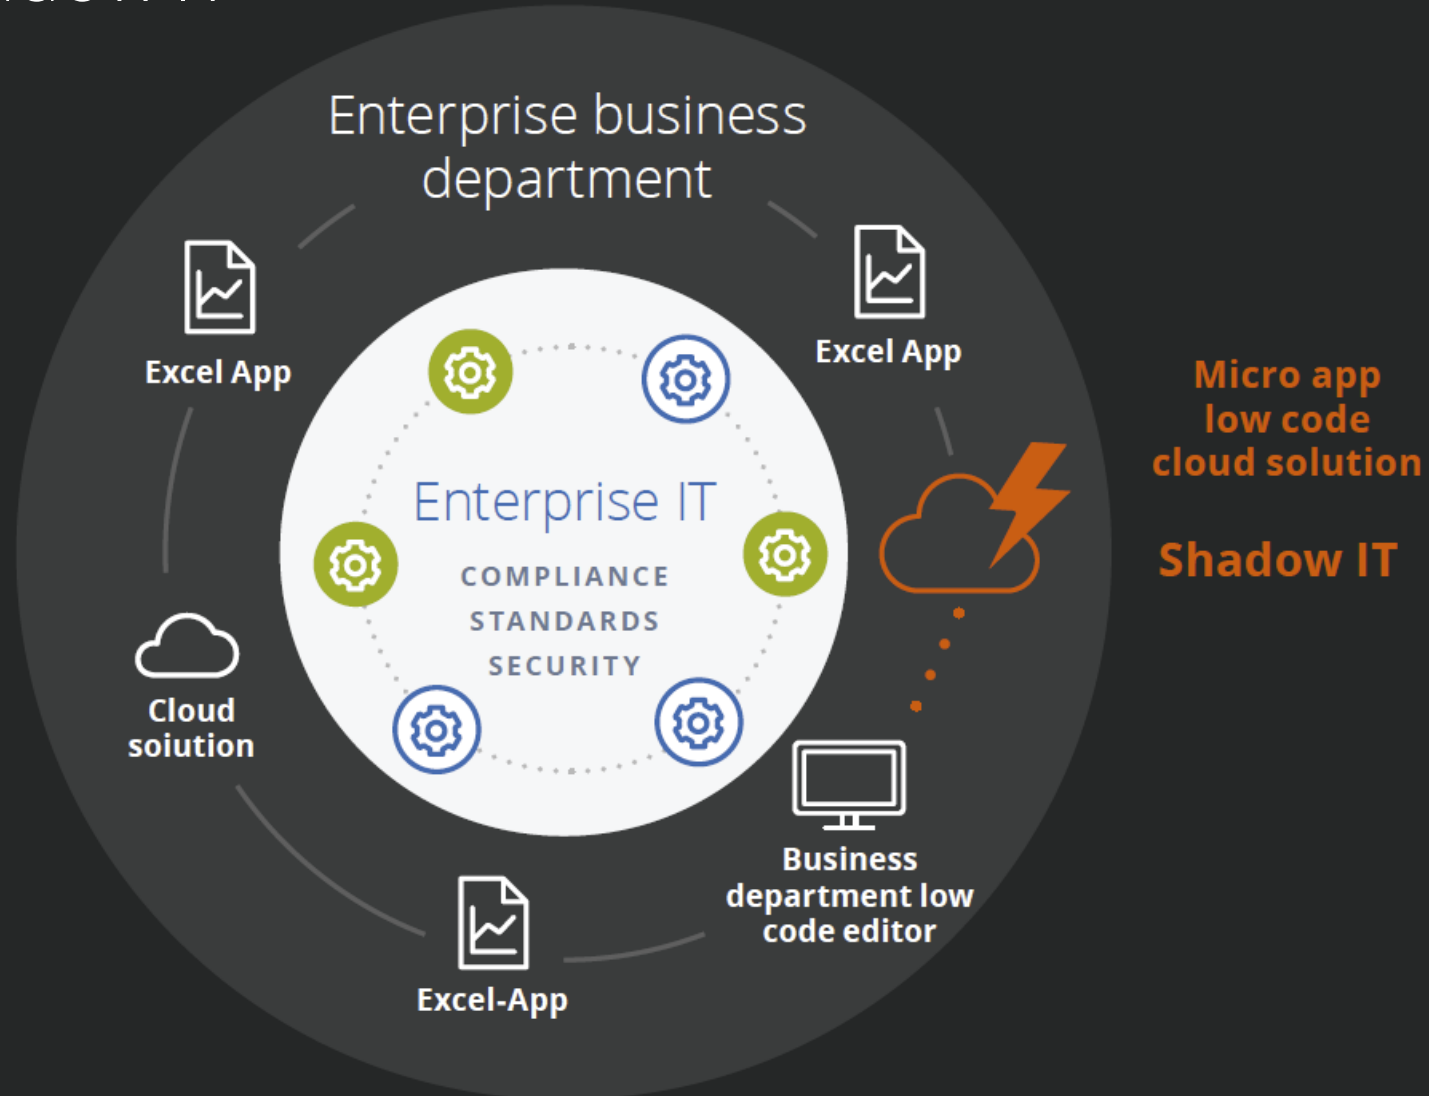 Enterprise business
department
Excel App
Excel App
Micro app
low code
cloud solution
Shadow IT
Enterprise IT
COMPLIANCE
STANDARDS
SECURITY
Cloud
soiution
Business
department low
code editor
Excel-App